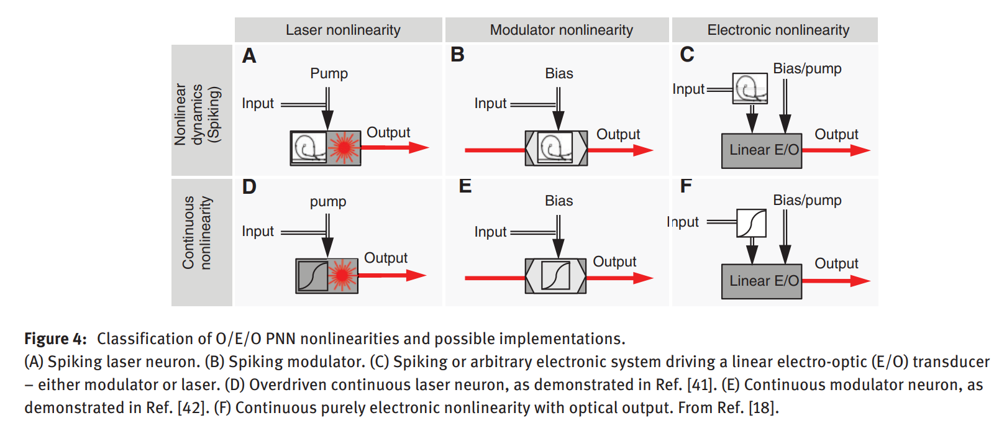 Laser nonlinearity
Modulator nonlinearity
Electronic nonlinearity
Nonlinear
dynamics
(Spiking)
A
Pump
Input
Output
B
Bias
Input
Output
C
Bias/pump
Input
Linear E/O
Output
Continuous
nonlinearity
D
pump
Input
Output
E
Bias
Input
Output
F
Bias/pump
Input
Linear E/O
Output
Figure 4: Classification of O/E/O PNN nonlinearities and possible implementations.
(A) Spiking laser neuron. (B) Spiking modulator. (C) Spiking or arbitrary electronic system driving a linear electro-optic (E/O) transducer
– either modulator or laser. (D) Overdriven continuous laser neuron, as demonstrated in Ref. [41]. (E) Continuous modulator neuron, as
demonstrated in Ref. [42]. (F) Continuous purely electronic nonlinearity with optical output. From Ref. [18].